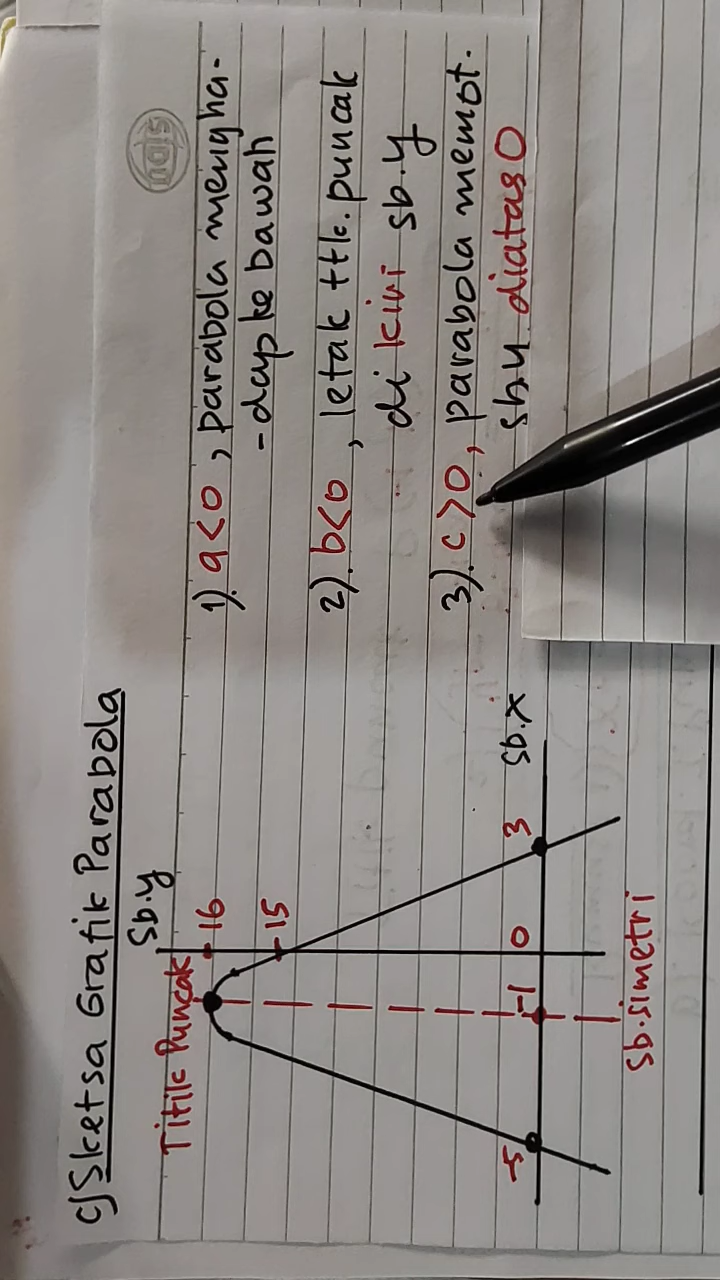 c) Sketsa Grafik Parabola
SiDU
Titik Puncak
Sb.y
16
15
-5
-1
0
3
Sb.x
Sb.simetri
1). a<0, parabola mengha-
-dap ke bawah
2). b<0, letak ttk. puncak
di kiri sb.y
3). c>0, parabola memot.
sb.y diatas 0